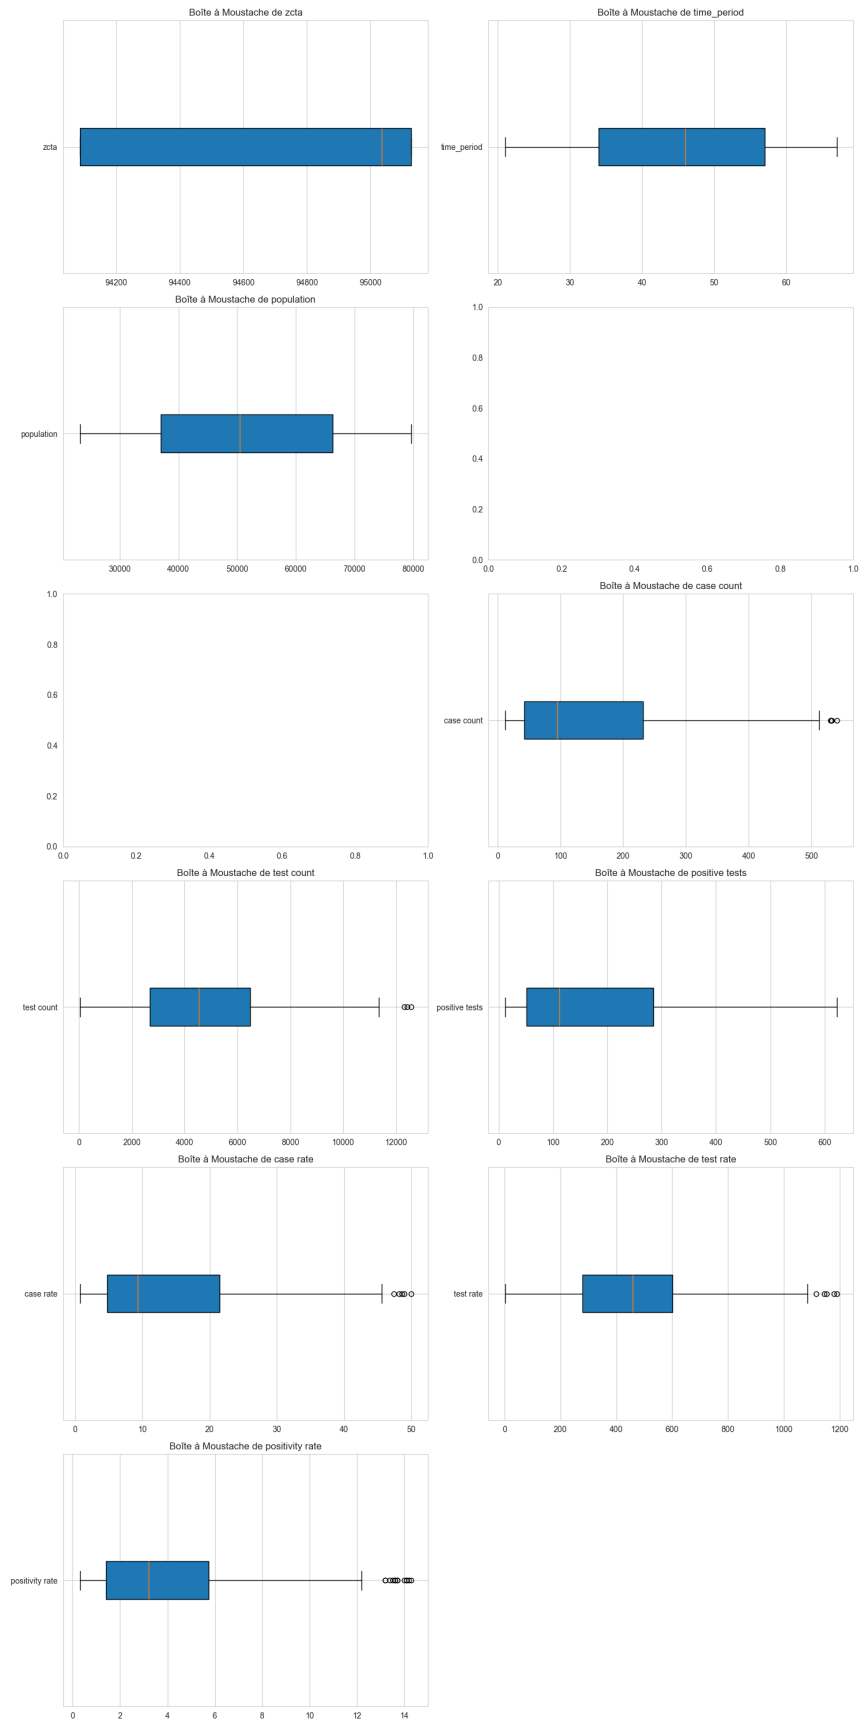 Boîte à Moustache de zcta
zcta
94200 94400 94600 94800 95000
Boîte à Moustache de time_period
time_period
20 30 40 50 60
Boîte à Moustache de population
population
30000 40000 50000 60000 70000 80000
1.0
0.8
0.6
0.4
0.2
0.0
0.0 0.2 0.4 0.6 0.8 1.0
1.0
0.8
0.6
0.4
0.2
0.0
0.0 0.2 0.4 0.6 0.8 1.0
Boîte à Moustache de case count
case count
0 100 200 300 400 500
Boîte à Moustache de test count
test count
0 2000 4000 6000 8000 10000 12000
Boîte à Moustache de positive tests
positive tests
0 100 200 300 400 500 600
Boîte à Moustache de case rate
case rate
0 10 20 30 40 50
Boîte à Moustache de test rate
test rate
0 200 400 600 800 1000 1200
Boîte à Moustache de positivity rate
positivity rate
0 2 4 6 8 10 12 14